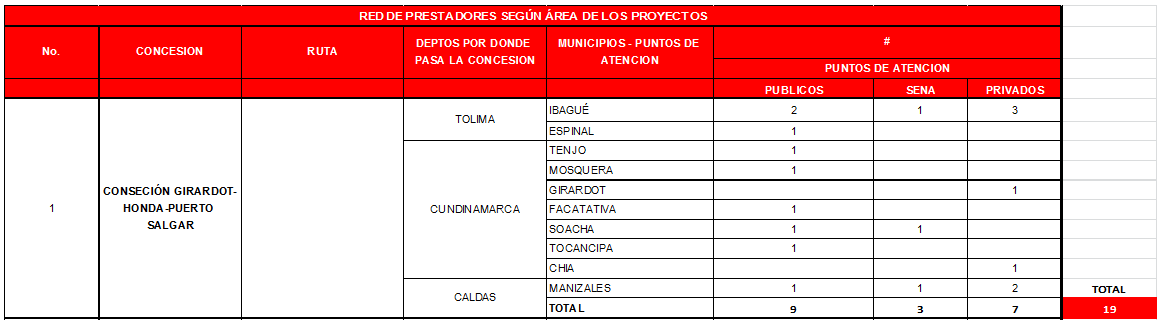 RED DE PRESTADORES SEGÚN ÁREA DE LOS PROYECTOS
No. CONCESION RUTA DEPTOS POR DONDE PASA LA CONCESION MUNICIPIOS - PUNTOS DE ATENCION #
PUNTOS DE ATENCION
PUBLICOS SENA PRIVADOS
1 CONSECIÓN GIRARDOT-HONDA-PUERTO SALGAR
TOLIMA
IBAGUÉ 2 1 3
ESPINAL 1
CUNDINAMARCA
TENJO 1
MOSQUERA 1
GIRARDOT 1
FACATATIVA 1
SOACHA 1 1
TOCANCIPA 1
CHIA 1
CALDAS
MANIZALES 1 1 2 TOTAL
TOTAL 9 3 7 19